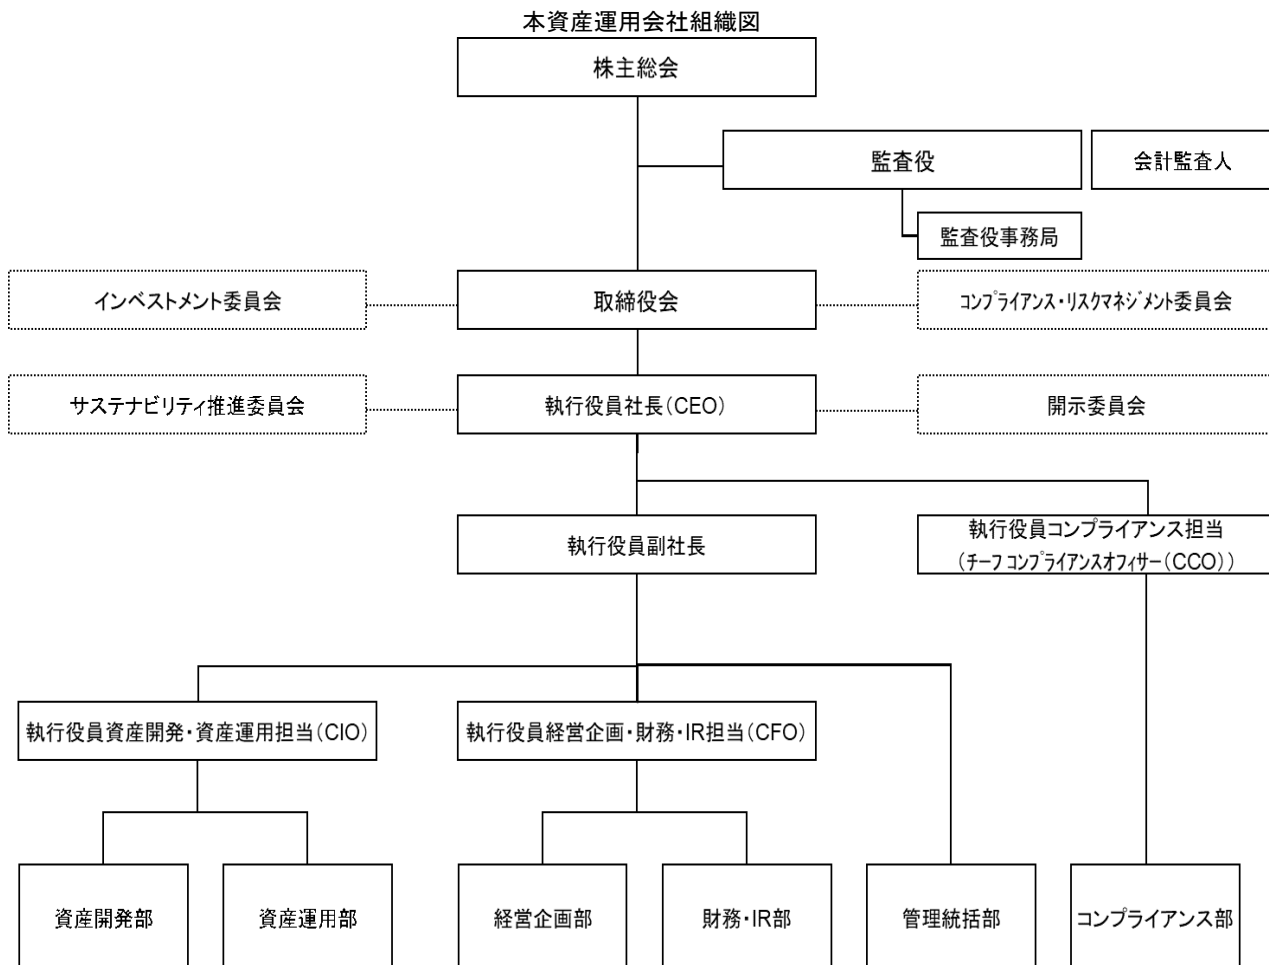 本資産運用会社組織図
株主総会
監査役
会計監査人
監査役事務局
インベストメント委員会
取締役会
ｺﾝﾌﾟﾗｲｱﾝｽ・ﾘｽｸﾏﾈｼﾞﾒﾝﾄ委員会
サステナビリティ推進委員会
執行役員社長（CEO）
開示委員会
執行役員副社長
執行役員コンプライアンス担当
（ﾁｰﾌ ｺﾝﾌﾟﾗｲｱﾝｽｵﾌｨｻｰ（CCO））
執行役員資産開発・資産運用担当（CIO）
執行役員経営企画・財務・IR担当（CFO）
資産開発部
資産運用部
経営企画部
財務・IR部
管理統括部
コンプライアンス部